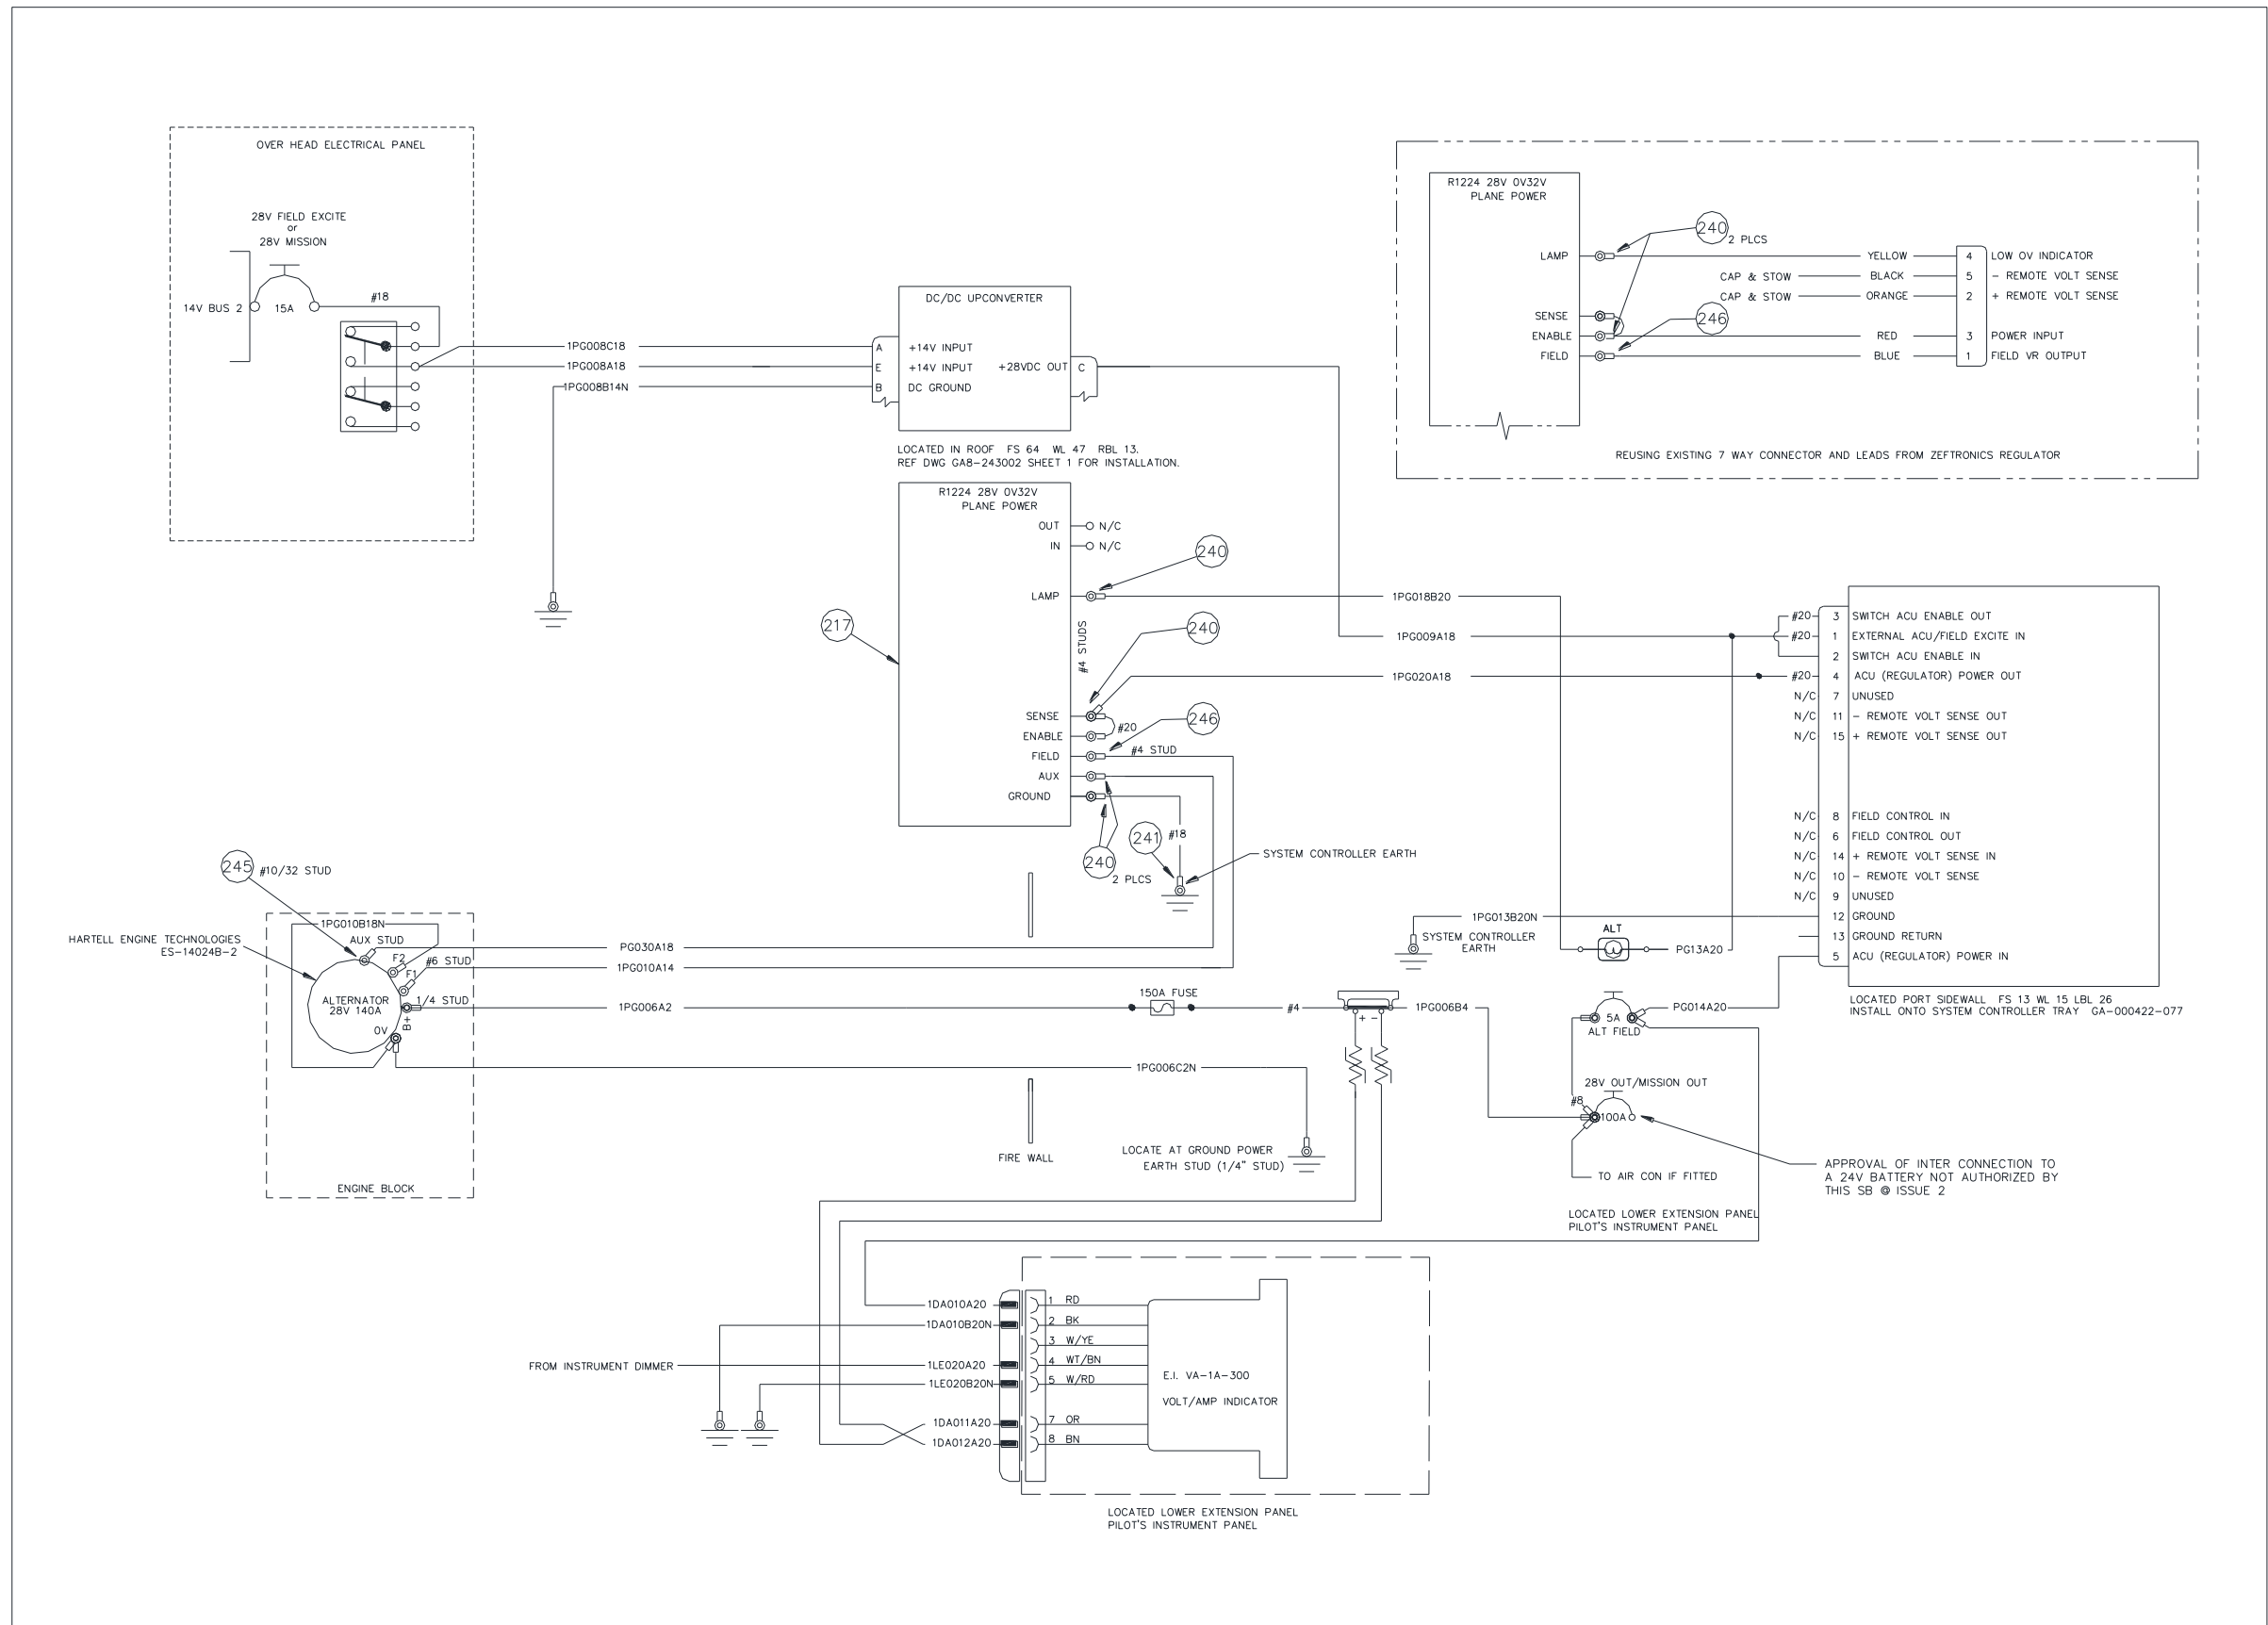 OVER HEAD ELECTRICAL PANEL
28V FIELD EXCITE
or
28V MISSION
14V BUS 2
15A
#18
1PG008C18
1PG008A18
1PG008B14N
DC/DC UPCONVERTER
A +14V INPUT
E +14V INPUT
+28VDC OUT C
B DC GROUND
LOCATED IN ROOF FS 64 WL 47 RBL 13.
REF DWG GA8-243002 SHEET 1 FOR INSTALLATION.
R1224 28V 0V32V
PLANE POWER
240
2 PLCS
LAMP
YELLOW
4 LOW OV INDICATOR
CAP & STOW
BLACK
5 - REMOTE VOLT SENSE
CAP & STOW
ORANGE
2 + REMOTE VOLT SENSE
SENSE
246
ENABLE
RED
3 POWER INPUT
FIELD
BLUE
1 FIELD VR OUTPUT
REUSING EXISTING 7 WAY CONNECTOR AND LEADS FROM ZEFTRONICS REGULATOR
R1224 28V 0V32V
PLANE POWER
OUT N/C
IN N/C
240
LAMP
1PG018B20
217
#4 STUDS
240
1PG009A18
1PG020A18
SENSE
246
#20
ENABLE
FIELD
#4 STUD
AUX
GROUND
241
#18
240
2 PLCS
SYSTEM CONTROLLER EARTH
#20 3 SWITCH ACU ENABLE OUT
#20 1 EXTERNAL ACU/FIELD EXCITE IN
2 SWITCH ACU ENABLE IN
#20 4 ACU (REGULATOR) POWER OUT
N/C 7 UNUSED
N/C 11 - REMOTE VOLT SENSE OUT
N/C 15 + REMOTE VOLT SENSE OUT
N/C 8 FIELD CONTROL IN
N/C 6 FIELD CONTROL OUT
N/C 14 + REMOTE VOLT SENSE IN
N/C 10 - REMOTE VOLT SENSE
N/C 9 UNUSED
12 GROUND
13 GROUND RETURN
5 ACU (REGULATOR) POWER IN
LOCATED PORT SIDEWALL FS 13 WL 15 LBL 26
INSTALL ONTO SYSTEM CONTROLLER TRAY GA-000422-077
1PG013B20N
SYSTEM CONTROLLER
EARTH
ALT
PG13A20
245
#10/32 STUD
HARTELL ENGINE TECHNOLOGIES
ES-14024B-2
1PG010B18N
AUX STUD
F2
F1
#6 STUD
1/4 STUD
ALTERNATOR
28V 140A
B+
0V
ENGINE BLOCK
PG030A18
1PG010A14
1PG006A2
150A FUSE
#4
+ -
1PG006B4
1PG006C2N
FIRE WALL
LOCATE AT GROUND POWER
EARTH STUD (1/4" STUD)
5A
ALT FIELD
PG014A20
28V OUT/MISSION OUT
#8
100A
TO AIR CON IF FITTED
APPROVAL OF INTER CONNECTION TO
A 24V BATTERY NOT AUTHORIZED BY
THIS SB @ ISSUE 2
LOCATED LOWER EXTENSION PANEL
PILOT'S INSTRUMENT PANEL
1DA010A20 1 RD
1DA010B20N 2 BK
3 W/YE
FROM INSTRUMENT DIMMER
1LE020A20 4 WT/BN
1LE020B20N 5 W/RD
1DA011A20 7 OR
1DA012A20 8 BN
E.I. VA-1A-300
VOLT/AMP INDICATOR
LOCATED LOWER EXTENSION PANEL
PILOT'S INSTRUMENT PANEL